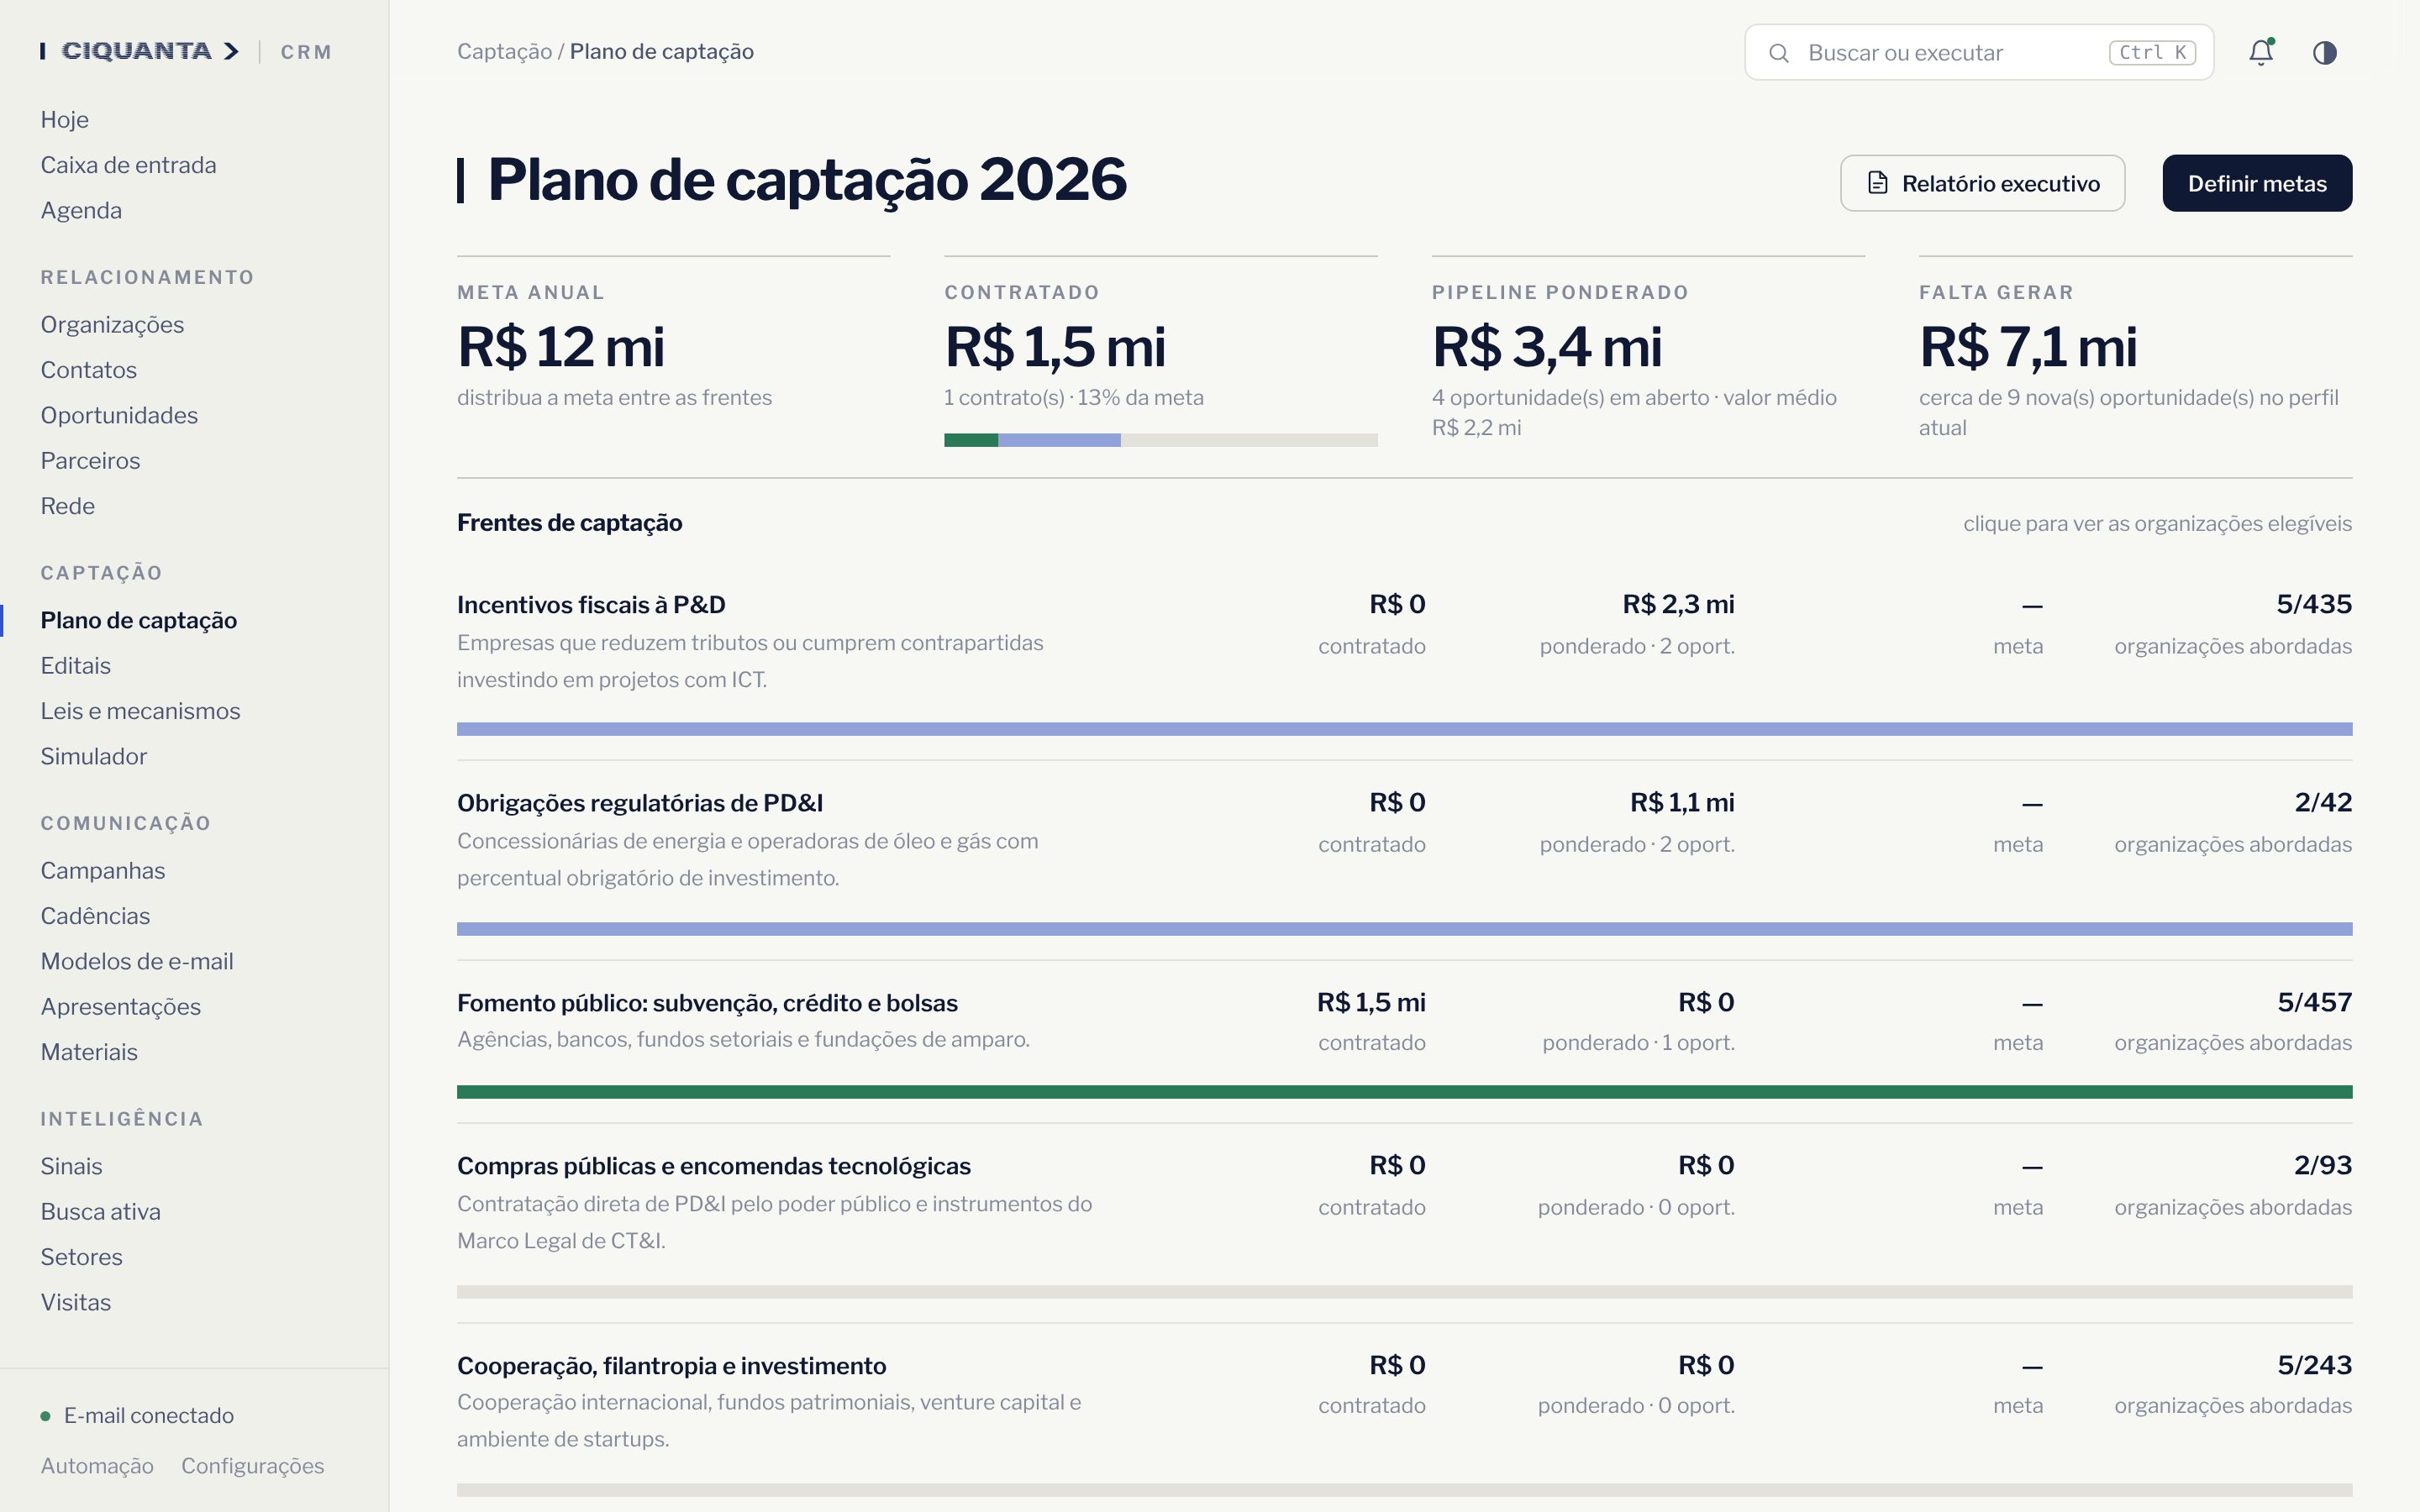 CIQUANTA
CRM
Hoje
Caixa de entrada
Agenda
RELACIONAMENTO
Organizações
Contatos
Oportunidades
Parceiros
Rede
CAPTAÇÃO
Plano de captação
Editais
Leis e mecanismos
Simulador
COMUNICAÇÃO
Campanhas
Cadências
Modelos de e-mail
Apresentações
Materiais
INTELIGÊNCIA
Sinais
Busca ativa
Setores
Visitas
E-mail conectado
Automação
Configurações
Captação / Plano de captação
Buscar ou executar
Ctrl K
Plano de captação 2026
Relatório executivo
Definir metas
META ANUAL
R$ 12 mi
distribua a meta entre as frentes
CONTRATADO
R$ 1,5 mi
1 contrato(s) · 13% da meta
PIPELINE PONDERADO
R$ 3,4 mi
4 oportunidade(s) em aberto · valor médio
R$ 2,2 mi
FALTA GERAR
R$ 7,1 mi
cerca de 9 nova(s) oportunidade(s) no perfil
atual
Frentes de captação
clique para ver as organizações elegíveis
Incentivos fiscais à P&D
Empresas que reduzem tributos ou cumprem contrapartidas
investindo em projetos com ICT.
R$ 0
contratado
R$ 2,3 mi
ponderado · 2 oport.
—
meta
5/435
organizações abordadas
Obrigações regulatórias de PD&I
Concessionárias de energia e operadoras de óleo e gás com
percentual obrigatório de investimento.
R$ 0
contratado
R$ 1,1 mi
ponderado · 2 oport.
—
meta
2/42
organizações abordadas
Fomento público: subvenção, crédito e bolsas
Agências, bancos, fundos setoriais e fundações de amparo.
R$ 1,5 mi
contratado
R$ 0
ponderado · 1 oport.
—
meta
5/457
organizações abordadas
Compras públicas e encomendas tecnológicas
Contratação direta de PD&I pelo poder público e instrumentos do
Marco Legal de CT&I.
R$ 0
contratado
R$ 0
ponderado · 0 oport.
—
meta
2/93
organizações abordadas
Cooperação, filantropia e investimento
Cooperação internacional, fundos patrimoniais, venture capital e
ambiente de startups.
R$ 0
contratado
R$ 0
ponderado · 0 oport.
—
meta
5/243
organizações abordadas